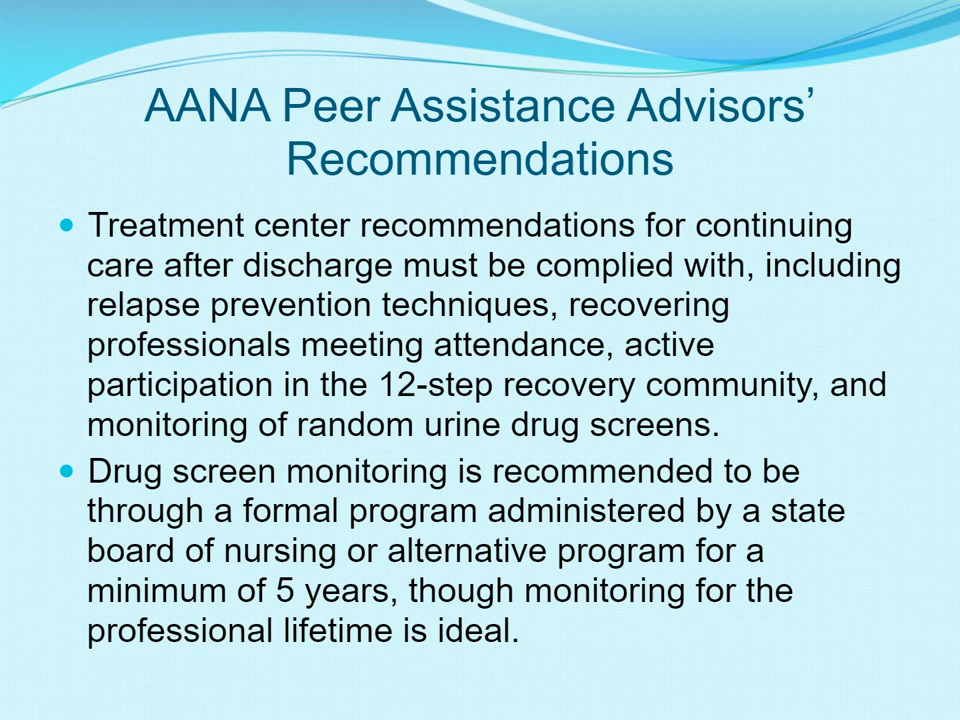 AANA Peer Assistance Advisors’
Recommendations
• Treatment center recommendations for continuing
care after discharge must be complied with, including
relapse prevention techniques, recovering
professionals meeting attendance, active
participation in the 12-step recovery community, and
monitoring of random urine drug screens.
• Drug screen monitoring is recommended to be
through a formal program administered by a state
board of nursing or alternative program for a
minimum of 5 years, though monitoring for the
professional lifetime is ideal.